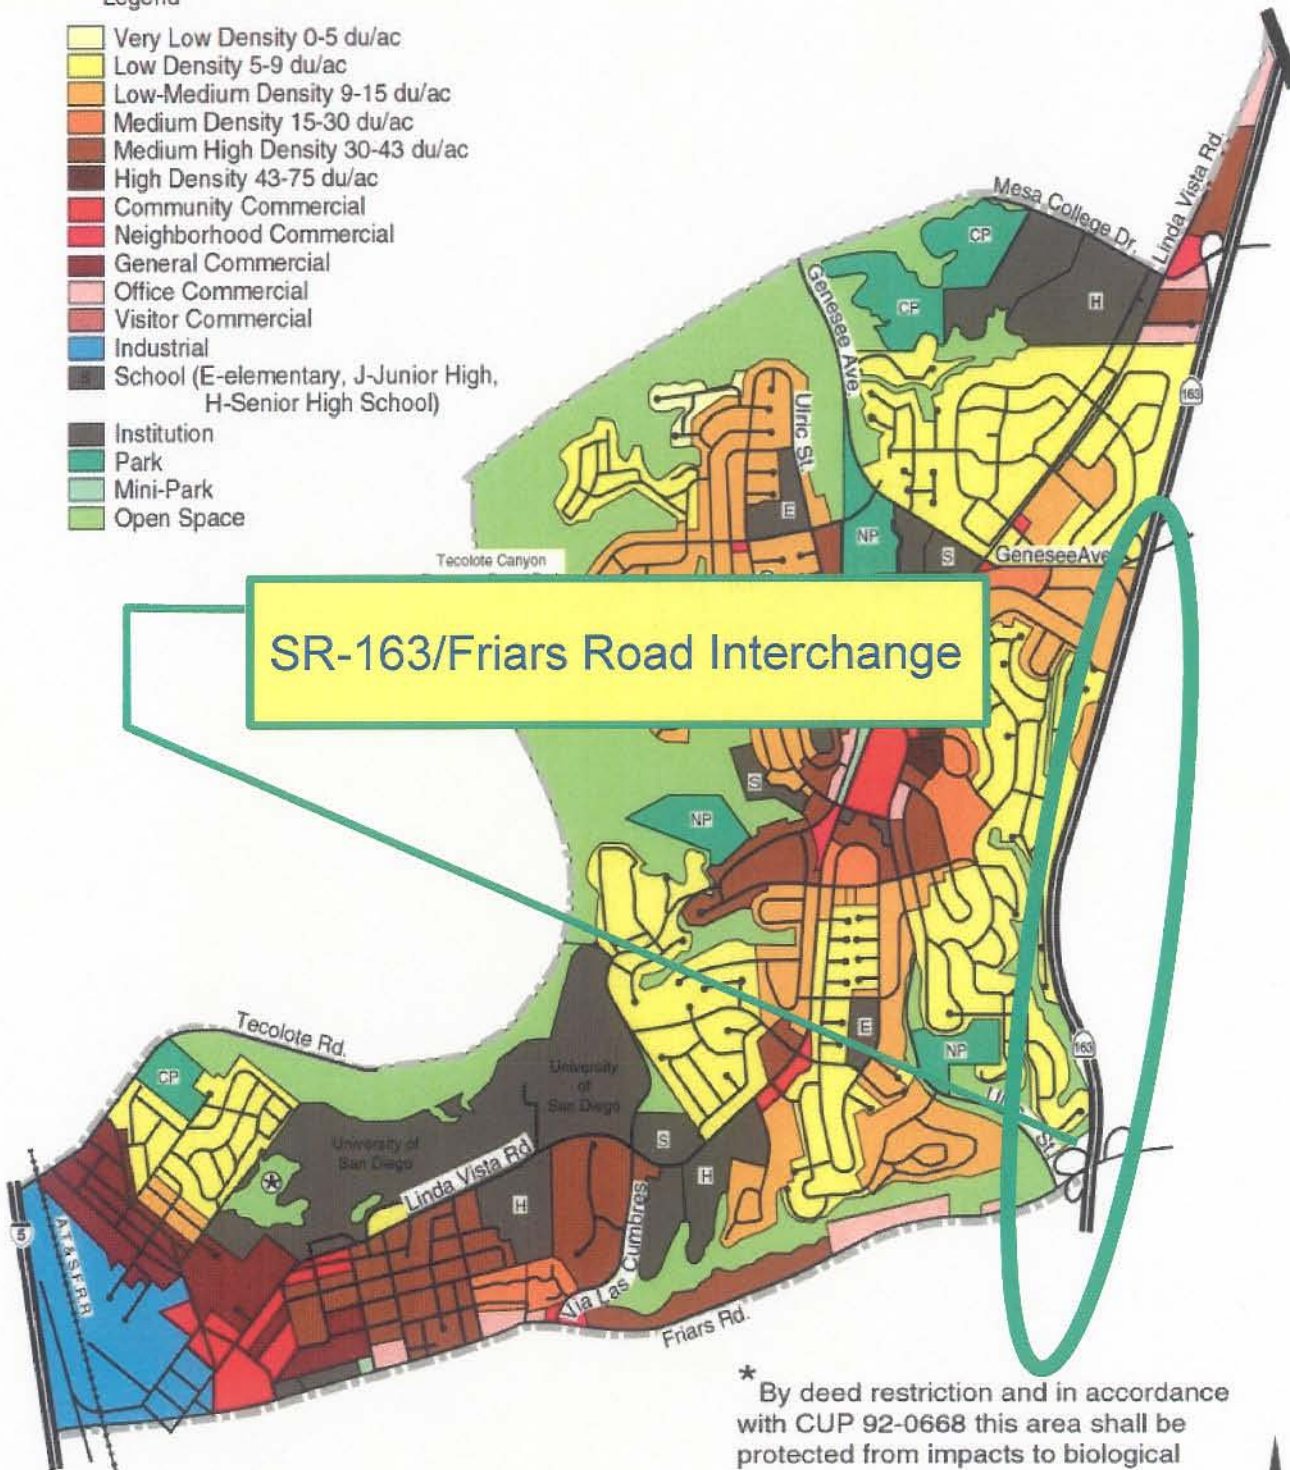 Legend
Very Low Density 0-5 du/ac
Low Density 5-9 du/ac
Low-Medium Density 9-15 du/ac
Medium Density 15-30 du/ac
Medium High Density 30-43 du/ac
High Density 43-75 du/ac
Community Commercial
Neighborhood Commercial
General Commercial
Office Commercial
Visitor Commercial
Industrial
School (E-elementary, J-Junior High,
H-Senior High School)
Institution
Park
Mini-Park
Open Space
Linda Vista Rd.
Mesa College Dr.
CP
Genesee Ave.
CP
H
163
Ulric St.
E
NP
S
GeneseeAve
Tecolote Canyon
SR-163/Friars Road Interchange
S
NP
E
NP
163
Tecolote Rd.
CP
University
of
San Diego
University of
San Diego
St.
S
H
Linda Vista Rd
H
Via Las Cumbres
5
A.T.&S.F.R.R
Friars Rd.
*
By deed restriction and in accordance
with CUP 92-0668 this area shall be
protected from impacts to biological